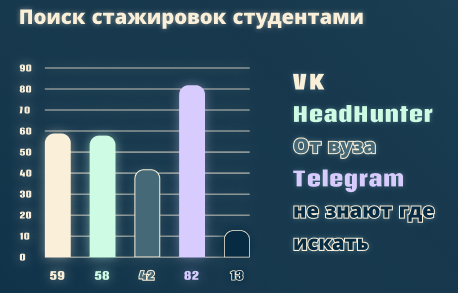 Поиск стажировок студентами
90
80
70
60
50
40
30
20
10
0
59
58
42
82
13
VK
HeadHunter
От вуза
Telegram
не знают где
искать